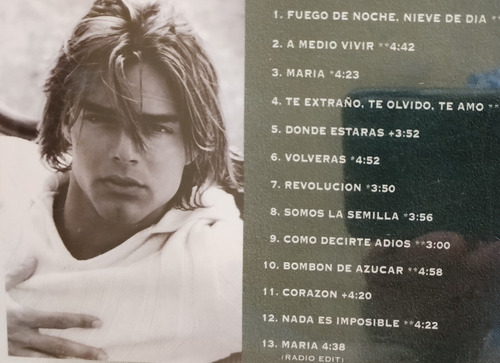 1. FUEGO DE NOCHE, NIEVE DE DIA **
2. A MEDIO VIVIR **4:42
3. MARIA *4:23
4. TE EXTRAÑO, TE OLVIDO, TE AMO **
5. DONDE ESTARAS +3:52
6. VOLVERAS *4:52
7. REVOLUCION *3:50
8. SOMOS LA SEMILLA *3:56
9. COMO DECIRTE ADIOS **3:00
10. BOMBON DE AZUCAR **4:58
11. CORAZON +4:20
12. NADA ES IMPOSIBLE **4:22
13. MARIA 4:38
(RADIO EDIT)